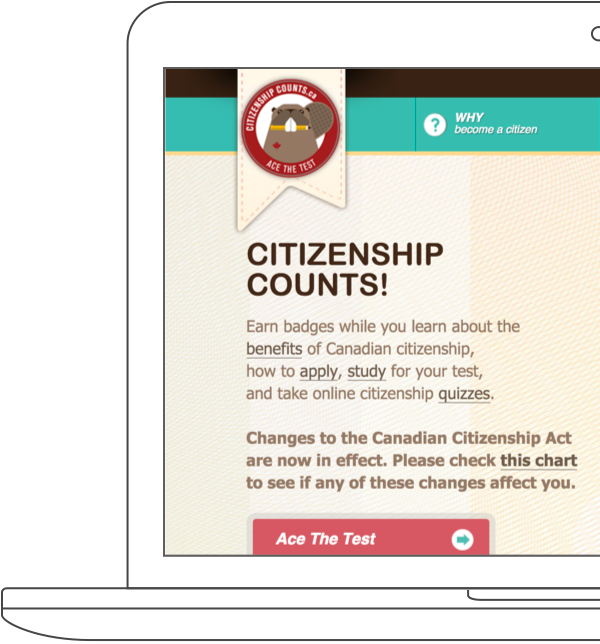 CITIZENSHIP COUNTS.ca
ACE THE TEST
WHY
become a citizen
CITIZENSHIP
COUNTS!
Earn badges while you learn about the
benefits of Canadian citizenship,
how to apply, study for your test,
and take online citizenship quizzes.
Changes to the Canadian Citizenship Act
are now in effect. Please check this chart
to see if any of these changes affect you.
Ace The Test